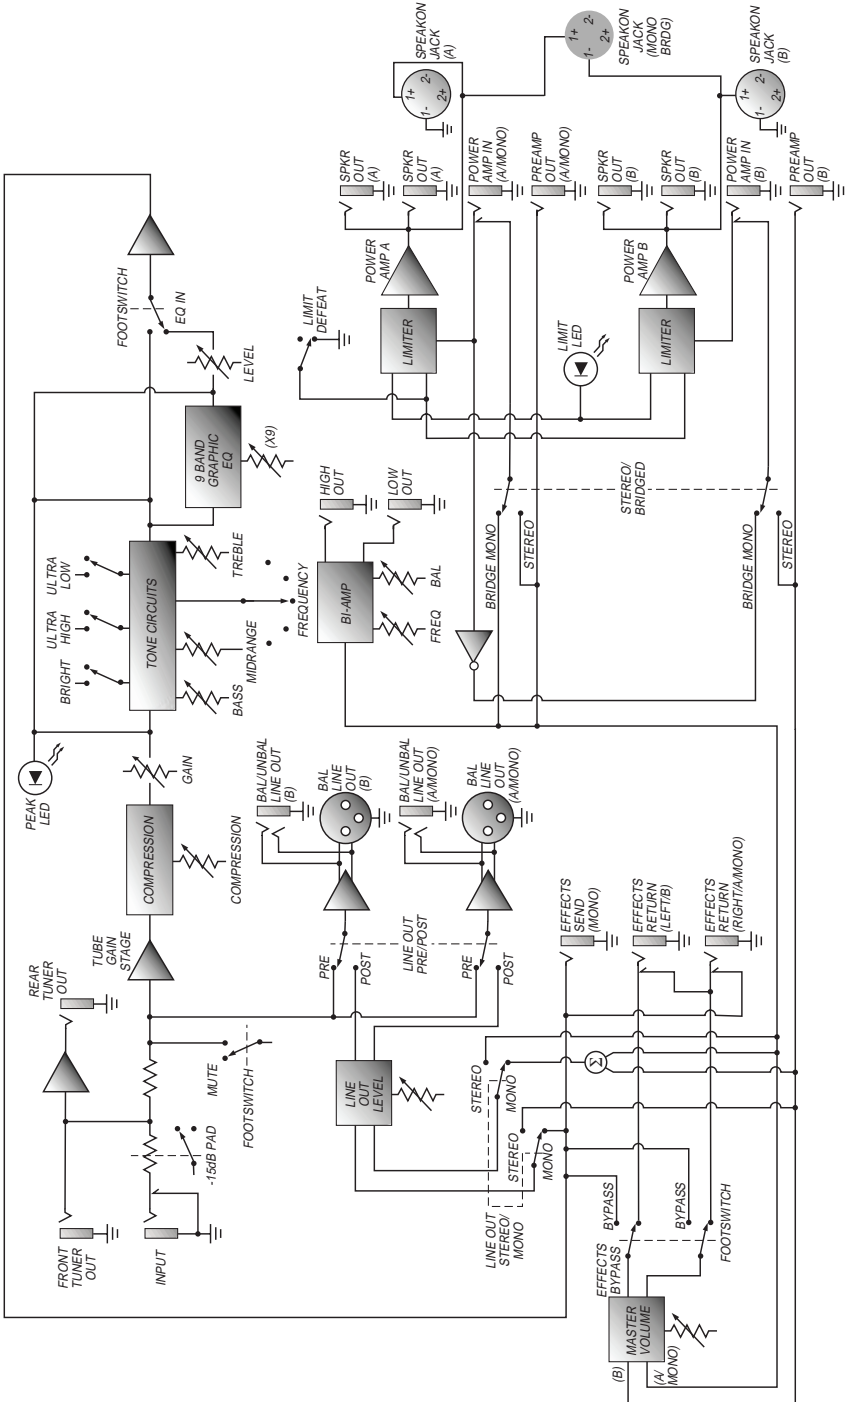 FRONT
TUNER
OUT
REAR
TUNER
OUT
INPUT
-15dB PAD
MUTE
FOOTSWITCH
TUBE
GAIN
STAGE
COMPRESSION
COMPRESSION
GAIN
PEAK
LED
BRIGHT
ULTRA
HIGH
ULTRA
LOW
TONE CIRCUITS
BASS
MIDRANGE
TREBLE
FREQUENCY
9 BAND
GRAPHIC
EQ
(X9)
LEVEL
FOOTSWITCH
EQ IN
BAL/UNBAL
LINE OUT
(B)
BAL
LINE
OUT
(B)
BAL/UNBAL
LINE OUT
(A/MONO)
BAL
LINE
OUT
(A/MONO)
PRE
POST
LINE OUT
PRE/POST
PRE
POST
LINE
OUT
LEVEL
STEREO
MONO
STEREO
MONO
LINE OUT
STEREO/
MONO
Σ
BI-AMP
FREQ
BAL
HIGH
OUT
LOW
OUT
LIMIT
DEFEAT
LIMITER
POWER
AMP A
SPKR
OUT
(A)
SPKR
OUT
(A)
POWER
AMP IN
(A/MONO)
PREAMP
OUT
(A/MONO)
SPEAKON
JACK
(A)
1+
2-
1-
2+
SPEAKON
JACK
(MONO
BRDG)
1+
2-
1-
2+
SPEAKON
JACK
(B)
1+
2-
1-
2+
LIMIT
LED
LIMITER
POWER
AMP B
SPKR
OUT
(B)
SPKR
OUT
(B)
POWER
AMP IN
(B)
PREAMP
OUT
(B)
BRIDGE MONO
STEREO
STEREO/
BRIDGED
BRIDGE MONO
STEREO
EFFECTS
SEND
(MONO)
EFFECTS
RETURN
(LEFT/B)
EFFECTS
RETURN
(RIGHT/A/MONO)
BYPASS
BYPASS
EFFECTS
BYPASS
FOOTSWITCH
MASTER
VOLUME
(B)
(A/
MONO)